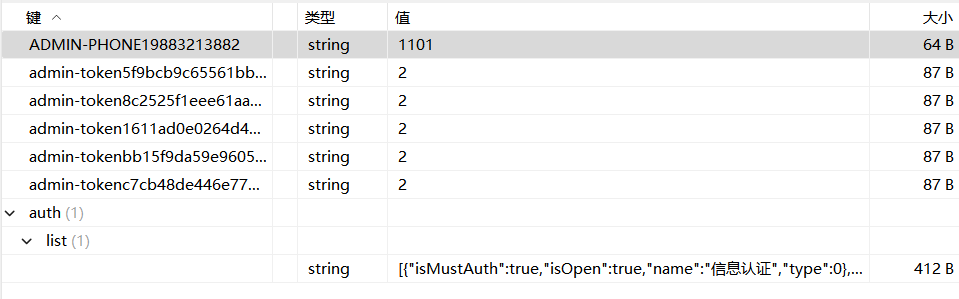 键 类型 值 大小
ADMIN-PHONE19883213882 string 1101 64 B
admin-token5f9bcb9c65561bb... string 2 87 B
admin-token8c2525f1eee61aa... string 2 87 B
admin-token1611ad0e0264d4... string 2 87 B
admin-tokenbb15f9da59e9605... string 2 87 B
admin-tokenc7cb48de446e77... string 2 87 B
auth (1)
list (1)
string [{"isMustAuth":true,"isOpen":true,"name":"信息认证","type":0},... 412 B